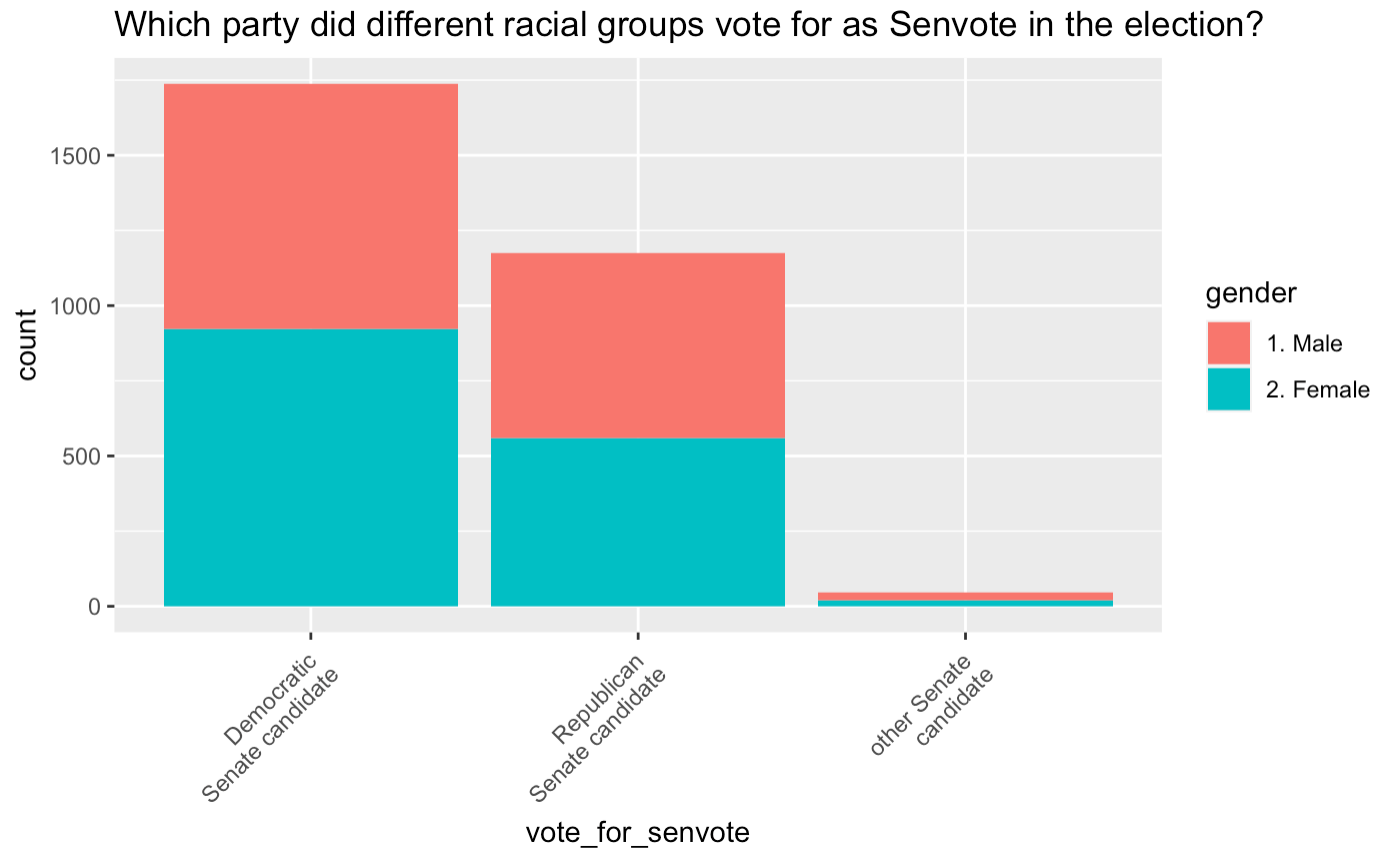 Which party did different racial groups vote for as Senvote in the election?
count
1500
1000
500
0
Democratic
Senate candidate
Republican
Senate candidate
other Senate
candidate
vote_for_senvote
gender
1. Male
2. Female